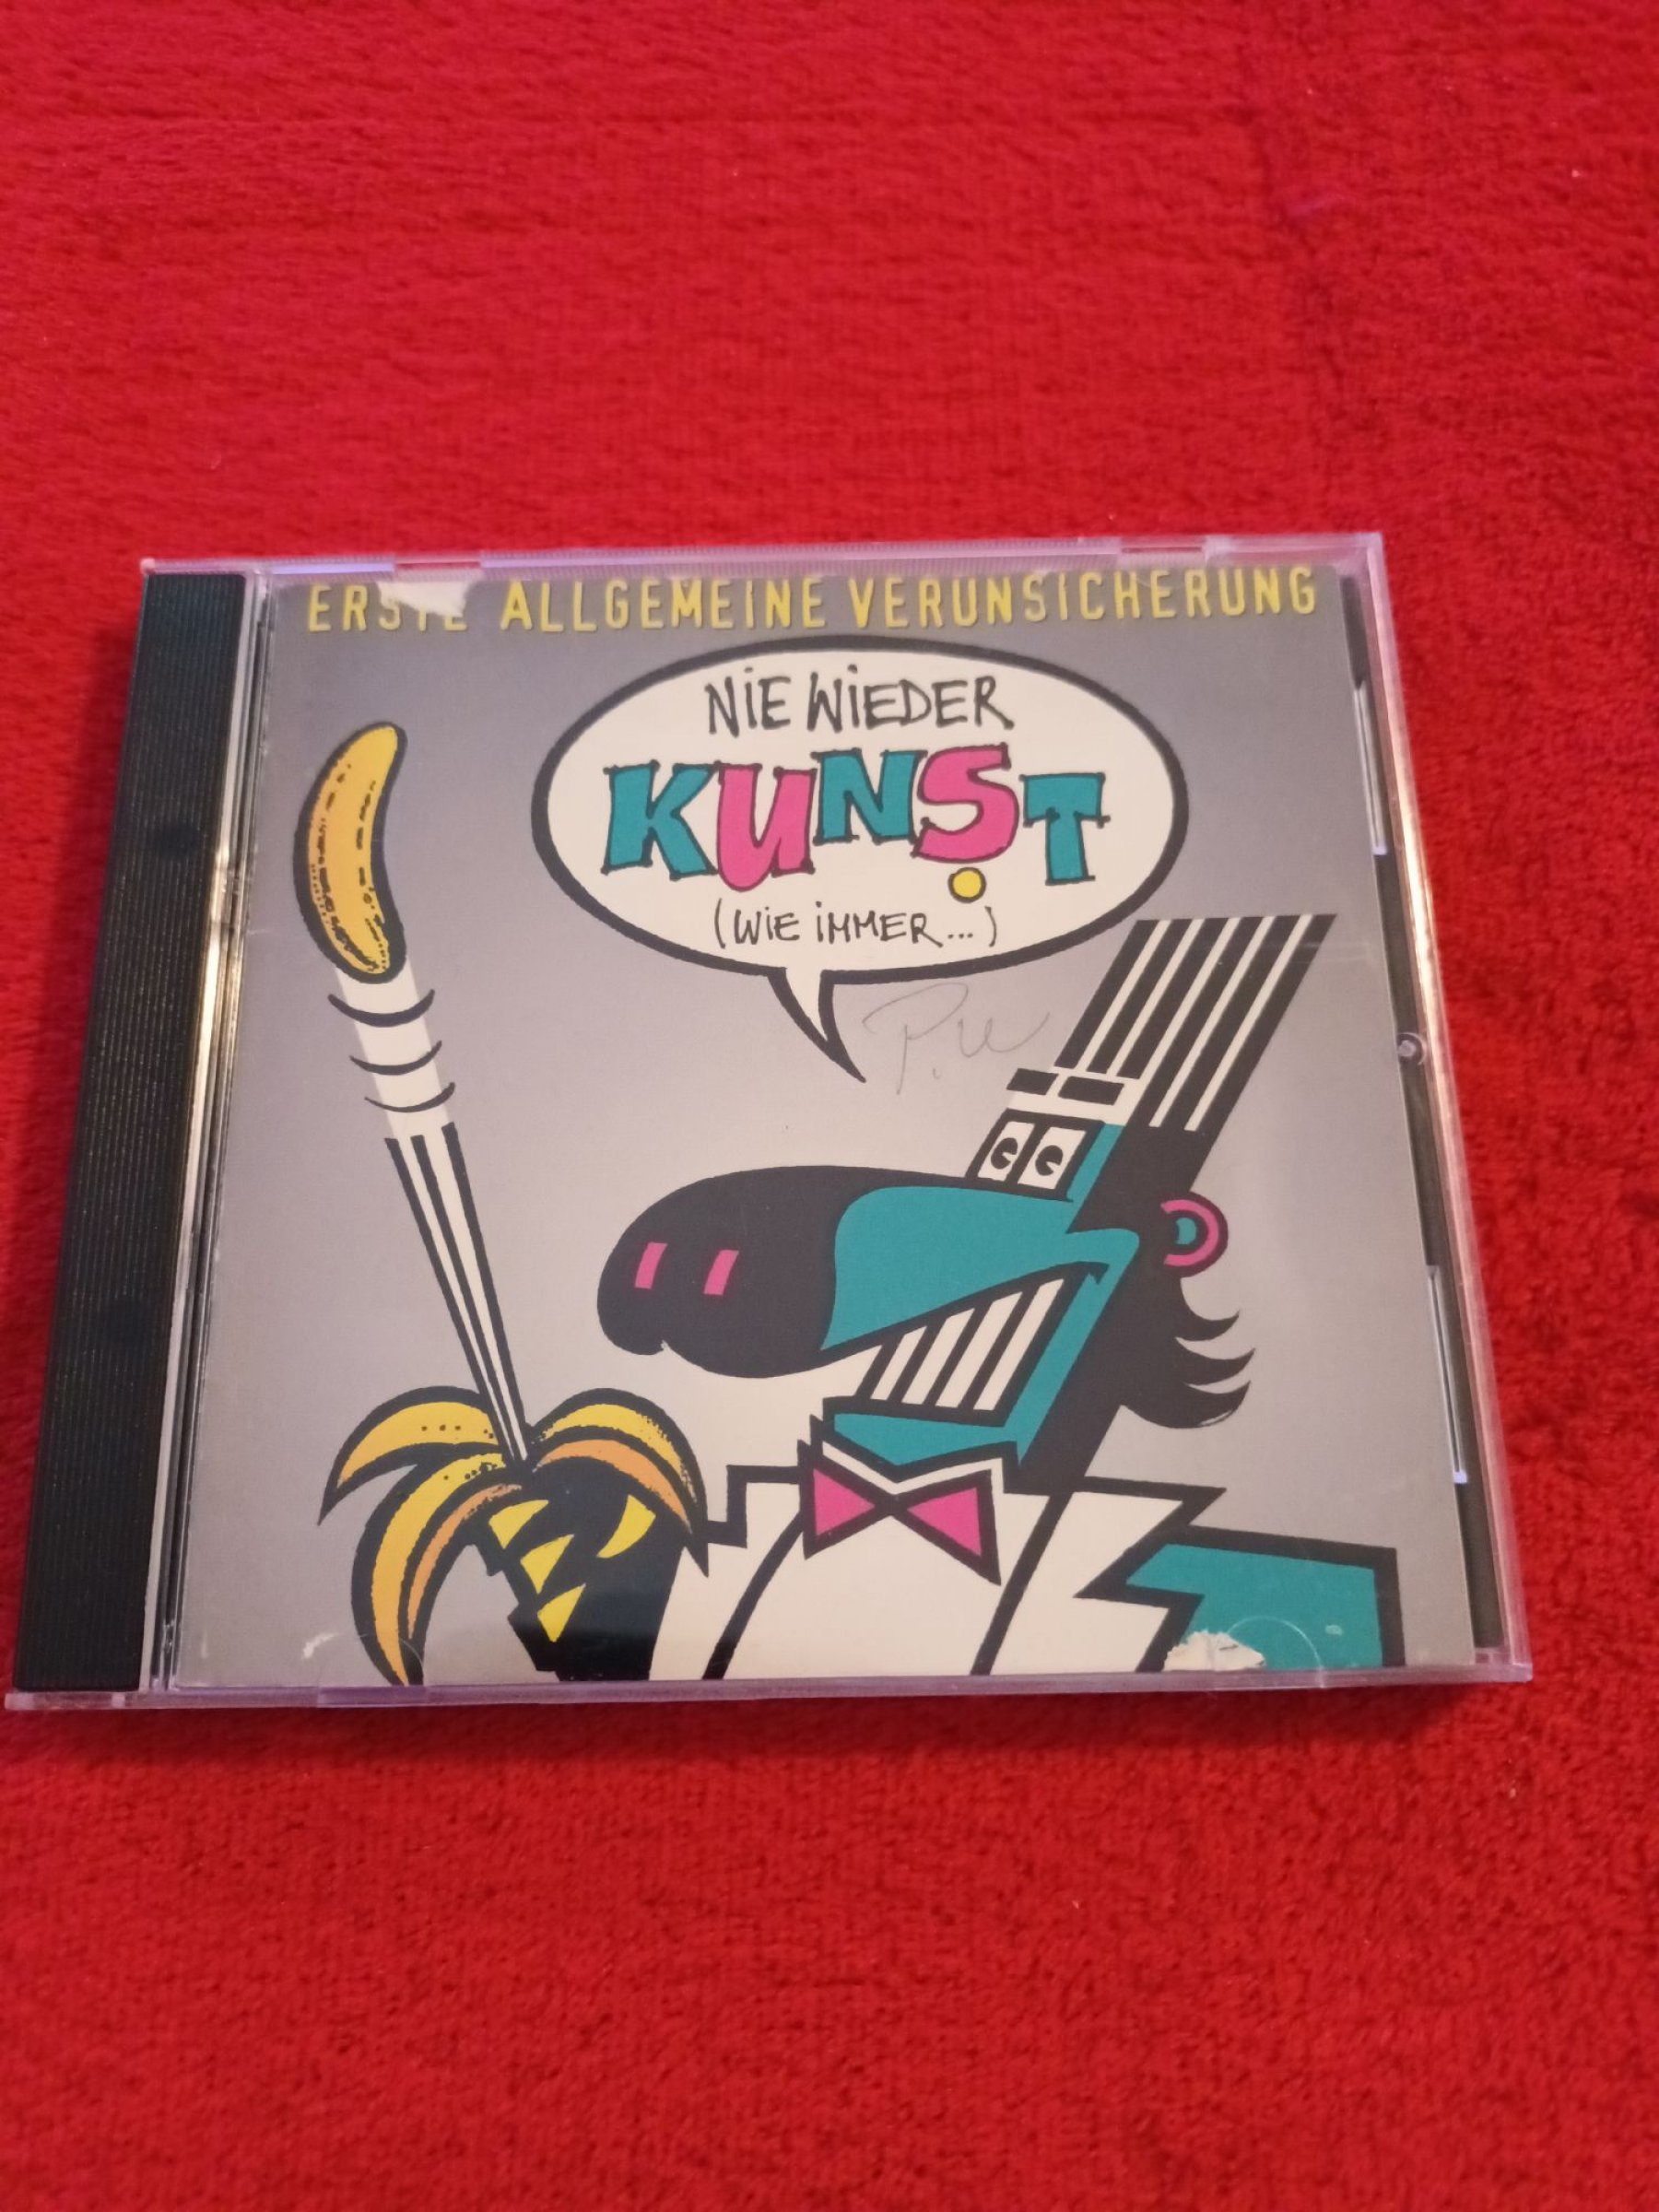 ERSTE ALLGEMEINE VERUNSICHERUNG
NIE WIEDER
KUNST
(WIE IMMER...)